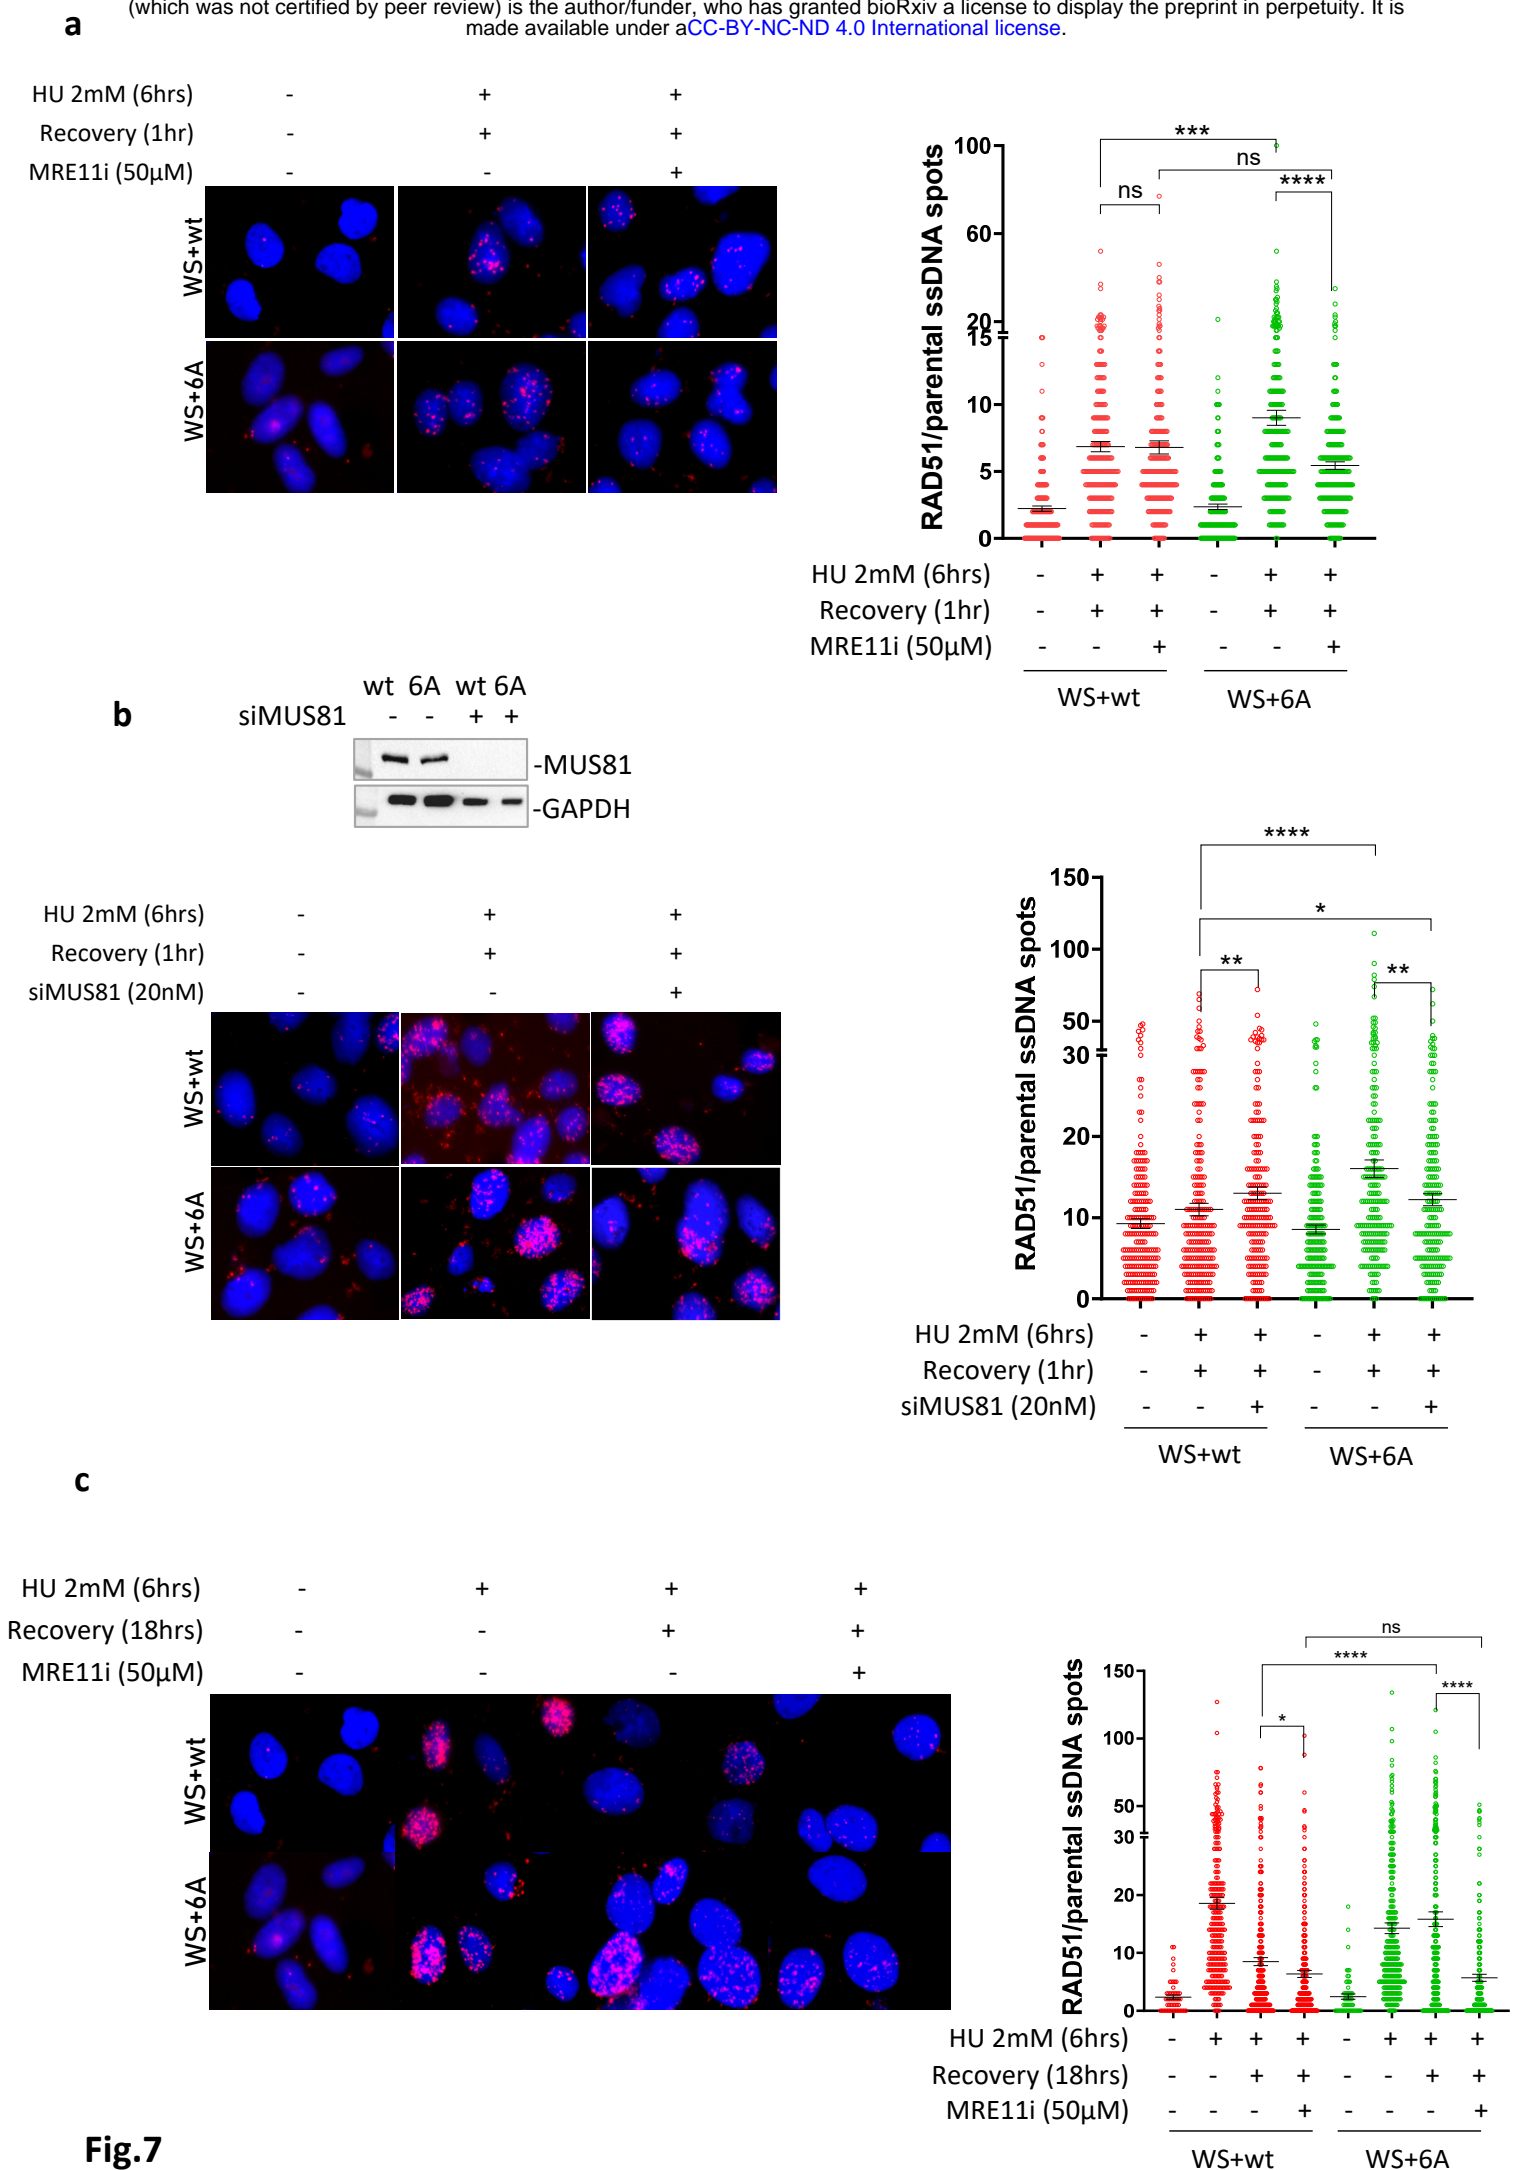 (which was not certified by peer review) is the author/funder, who has granted bioRxiv a license to display the preprint in perpetuity. It is
made available under aCC-BY-NC-ND 4.0 International license.
a
HU 2mM (6hrs) - + +
Recovery (1hr) - + +
MRE11i (50µM) - - +
WS+wt
WS+6A
RAD51/parental ssDNA spots
100
60
20
15
10
5
0
***
ns
ns
****
HU 2mM (6hrs) - + + - + +
Recovery (1hr) - + + - + +
MRE11i (50µM) - - + - - +
WS+wt WS+6A
b
wt 6A wt 6A
siMUS81 - - + +
-MUS81
-GAPDH
HU 2mM (6hrs) - + +
Recovery (1hr) - + +
siMUS81 (20nM) - - +
WS+wt
WS+6A
RAD51/parental ssDNA spots
150
100
50
30
20
10
0
****
*
**
**
HU 2mM (6hrs) - + + - + +
Recovery (1hr) - + + - + +
siMUS81 (20nM) - - + - - +
WS+wt WS+6A
c
HU 2mM (6hrs) - + + +
Recovery (18hrs) - - + +
MRE11i (50µM) - - - +
WS+wt
WS+6A
RAD51/parental ssDNA spots
150
100
50
30
20
10
0
ns
****
****
*
HU 2mM (6hrs) - + + + - + + +
Recovery (18hrs) - - + + - - + +
MRE11i (50µM) - - - + - - - +
WS+wt WS+6A
Fig.7